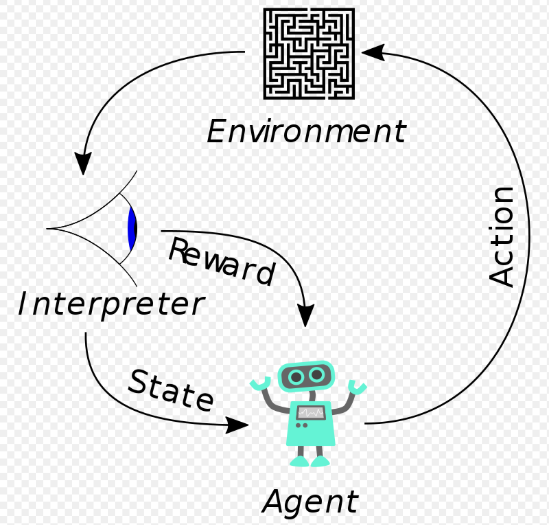 Environment
Reward
Action
Interpreter
State
Agent